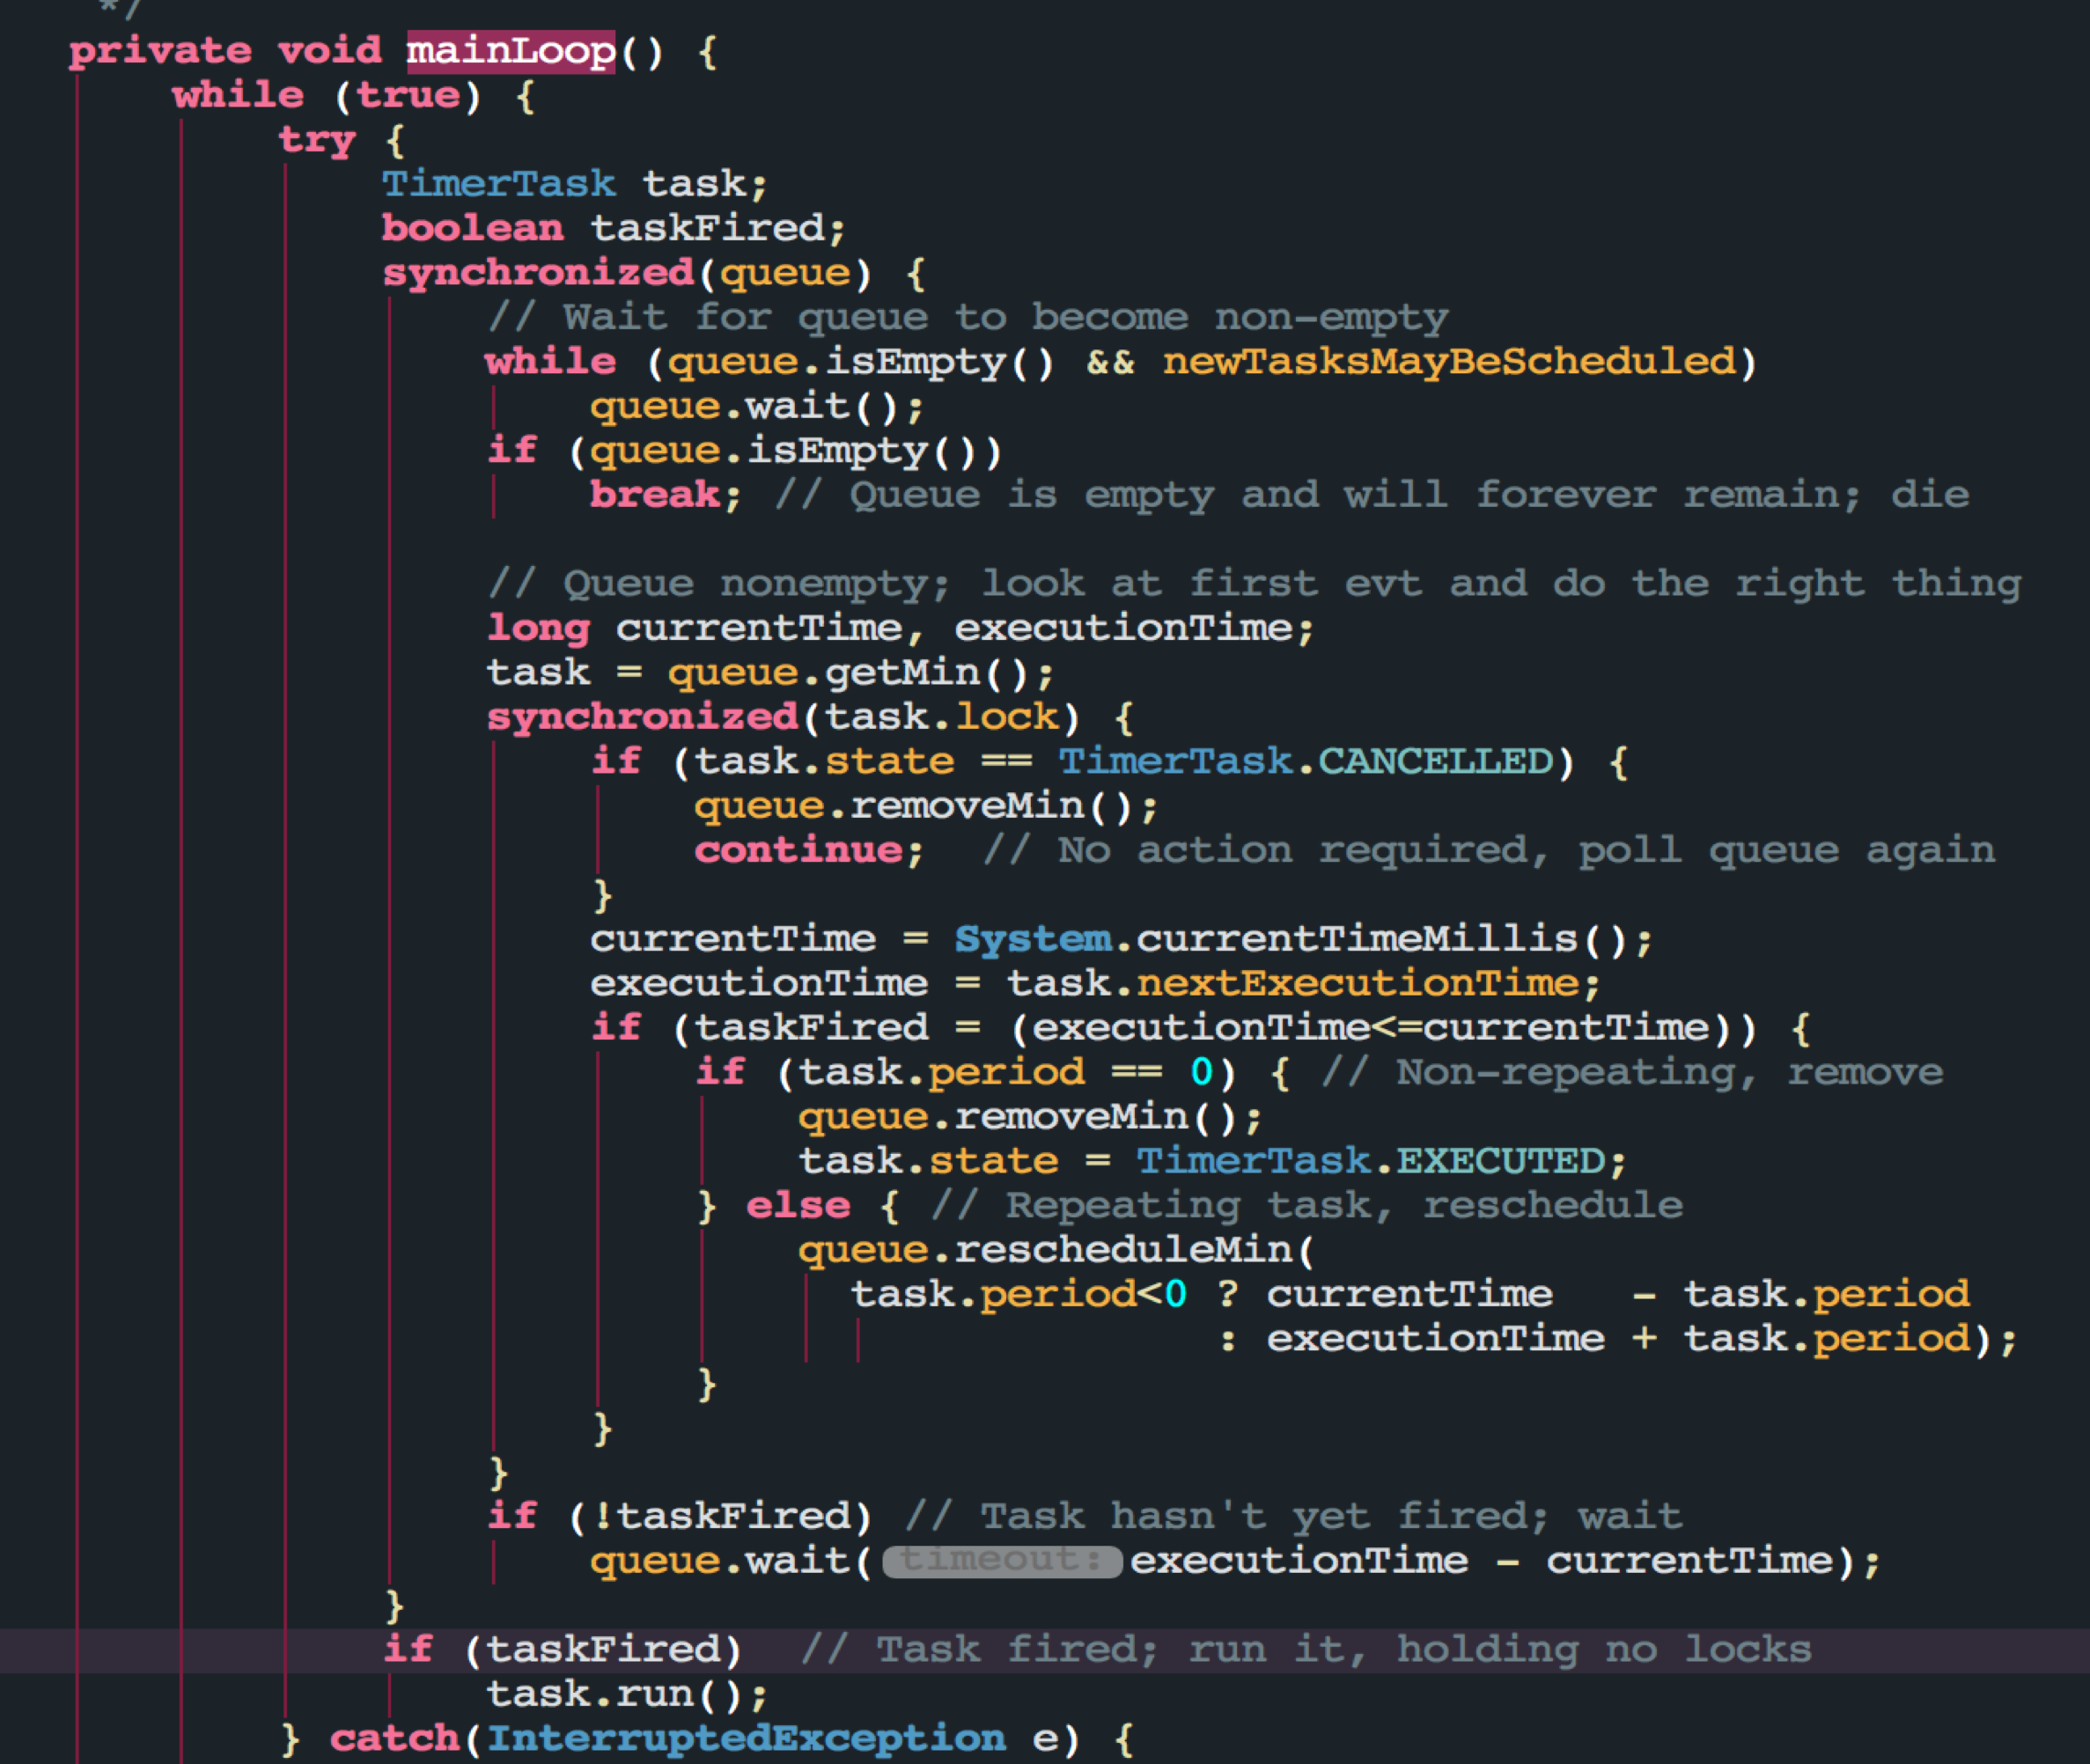 */
private void mainLoop() {
while (true) {
try {
TimerTask task;
boolean taskFired;
synchronized(queue) {
// Wait for queue to become non-empty
while (queue.isEmpty() && newTasksMayBeScheduled)
queue.wait();
if (queue.isEmpty())
break; // Queue is empty and will forever remain; die
// Queue nonempty; look at first evt and do the right thing
long currentTime, executionTime;
task = queue.getMin();
synchronized(task.lock) {
if (task.state == TimerTask.CANCELLED) {
queue.removeMin();
continue;  // No action required, poll queue again
}
currentTime = System.currentTimeMillis();
executionTime = task.nextExecutionTime;
if (taskFired = (executionTime<=currentTime)) {
if (task.period == 0) { // Non-repeating, remove
queue.removeMin();
task.state = TimerTask.EXECUTED;
} else { // Repeating task, reschedule
queue.rescheduleMin(
task.period<0 ? currentTime   - task.period
: executionTime + task.period);
}
}
}
if (!taskFired) // Task hasn't yet fired; wait
queue.wait( timeout: executionTime - currentTime);
}
if (taskFired)  // Task fired; run it, holding no locks
task.run();
} catch(InterruptedException e) {